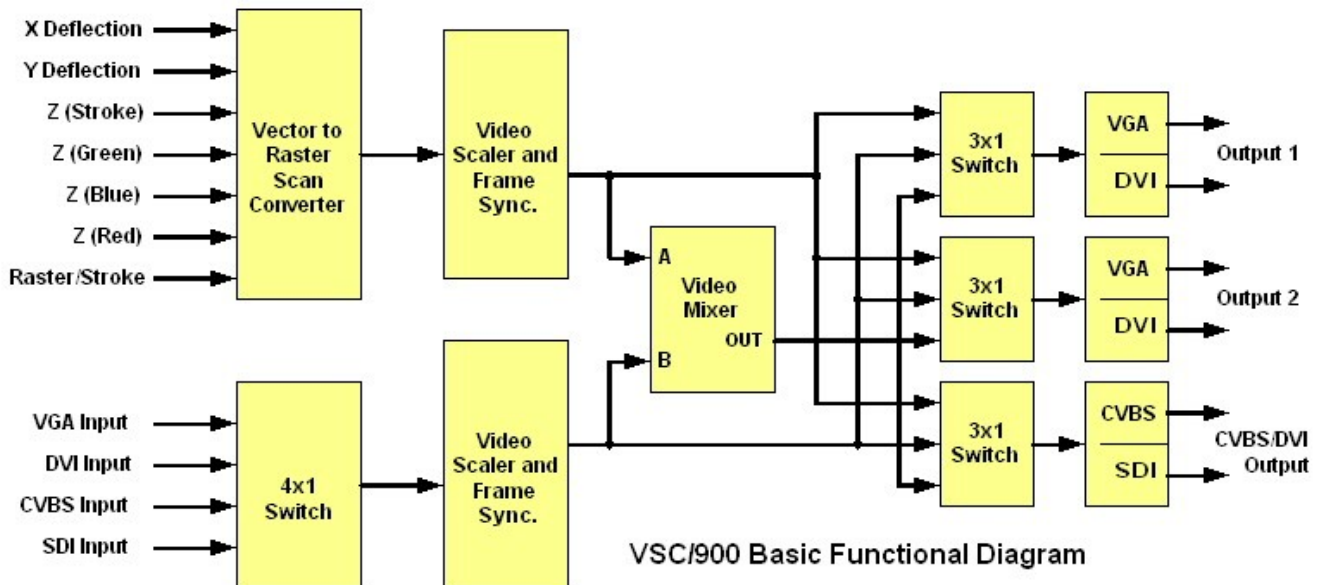 X Deflection
Y Deflection
Z (Stroke)
Z (Green)
Z (Blue)
Z (Red)
Raster/Stroke
Vector to
Raster
Scan
Converter
Video
Scaler and
Frame
Sync.
VGA Input
DVI Input
CVBS Input
SDI Input
4x1
Switch
Video
Scaler and
Frame
Sync.
A
Video
Mixer
OUT
B
3x1
Switch
VGA
DVI
Output 1
3x1
Switch
VGA
DVI
Output 2
3x1
Switch
CVBS
SDI
CVBS/DVI
Output
VSC/900 Basic Functional Diagram